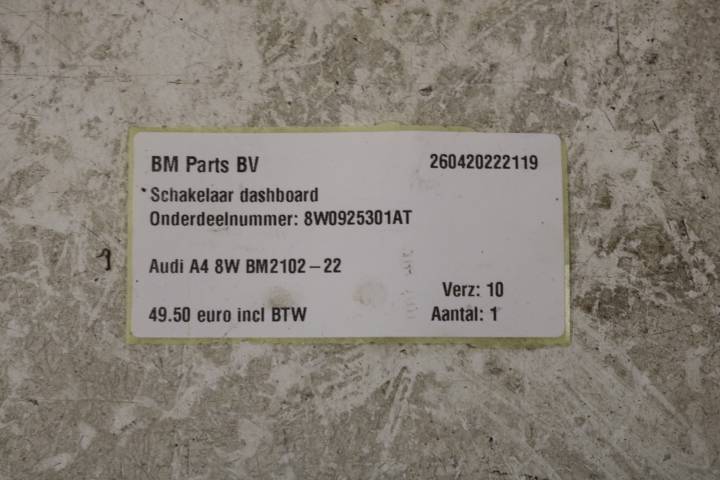 BM Parts BV 260420222119
Schakelaar dashboard
Onderdeelnummer: 8W0925301AT
Audi A4 8W BM2102-22
Verz: 10
49.50 euro incl BTW Aantal: 1